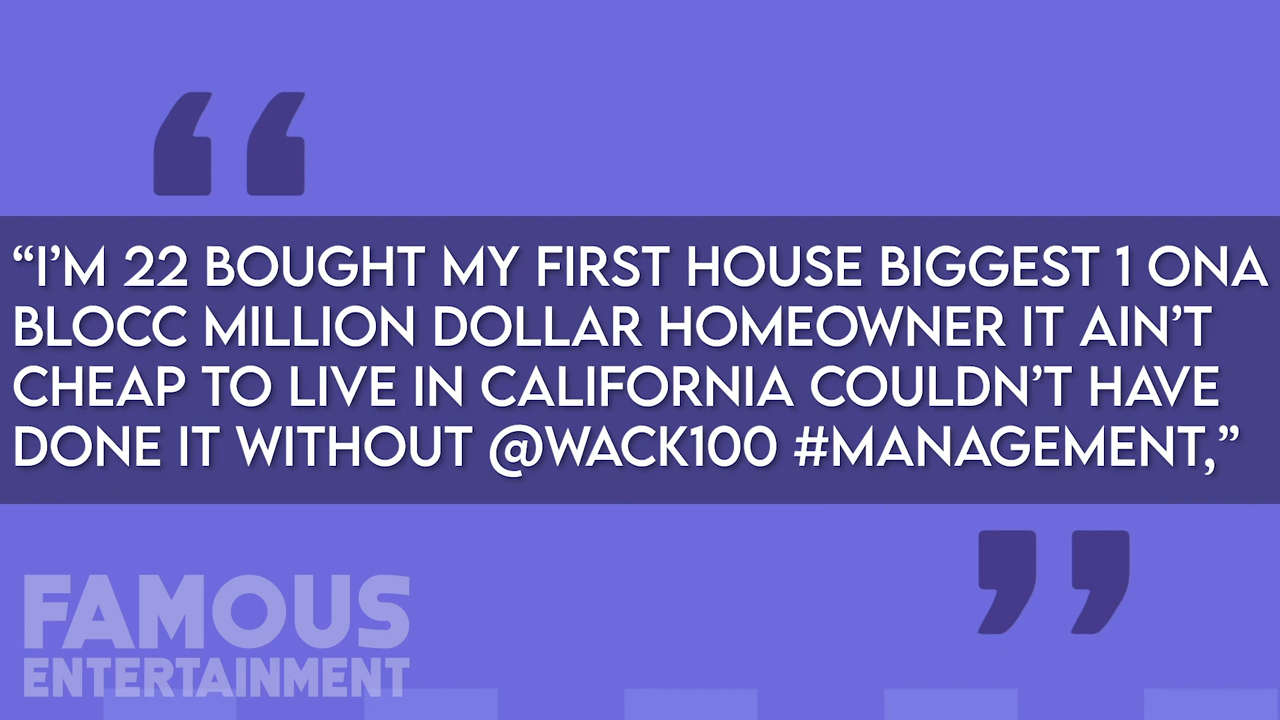 “I’M 22 BOUGHT MY FIRST HOUSE BIGGEST 1 ONA
BLOCC MILLION DOLLAR HOMEOWNER IT AIN’T
CHEAP TO LIVE IN CALIFORNIA COULDN’T HAVE
DONE IT WITHOUT @WACK100 #MANAGEMENT,”
FAMOUS
ENTERTAINMENT